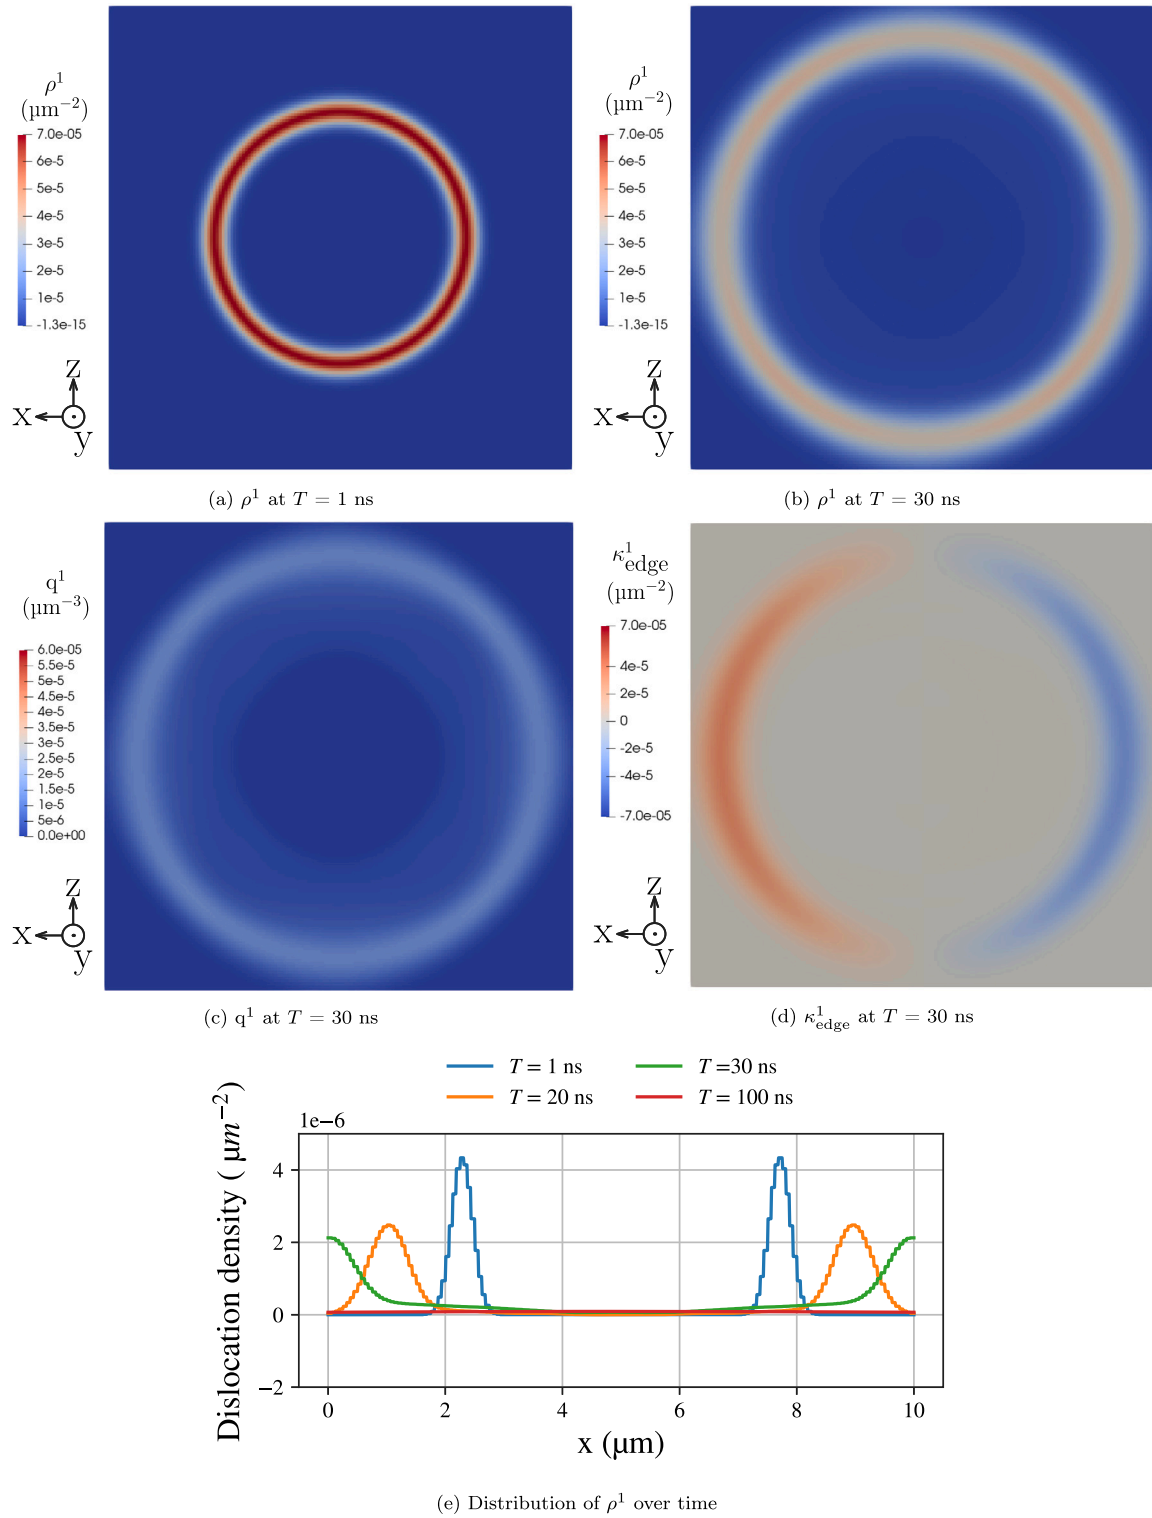 ρ¹
(µm⁻²)
7.0e-05
6e-5
5e-5
4e-5
3e-5
2e-5
1e-5
-1.3e-15
Z
X
y
(a) ρ¹ at T = 1 ns
ρ¹
(µm⁻²)
7.0e-05
6e-5
5e-5
4e-5
3e-5
2e-5
1e-5
-1.3e-15
Z
X
y
(b) ρ¹ at T = 30 ns
q¹
(µm⁻³)
6.0e-05
5.5e-5
5e-5
4.5e-5
4e-5
3.5e-5
3e-5
2.5e-5
2e-5
1.5e-5
1e-5
5e-6
0.0e+00
Z
X
y
(c) q¹ at T = 30 ns
κ¹edge
(µm⁻²)
7.0e-05
4e-5
2e-5
0
-2e-5
-4e-5
-7.0e-05
Z
X
y
(d) κ¹edge at T = 30 ns
T = 1 ns
T =30 ns
T = 20 ns
T = 100 ns
1e−6
Dislocation density ( µm⁻²)
4
2
0
−2
0 2 4 6 8 10
x (µm)
(e) Distribution of ρ¹ over time